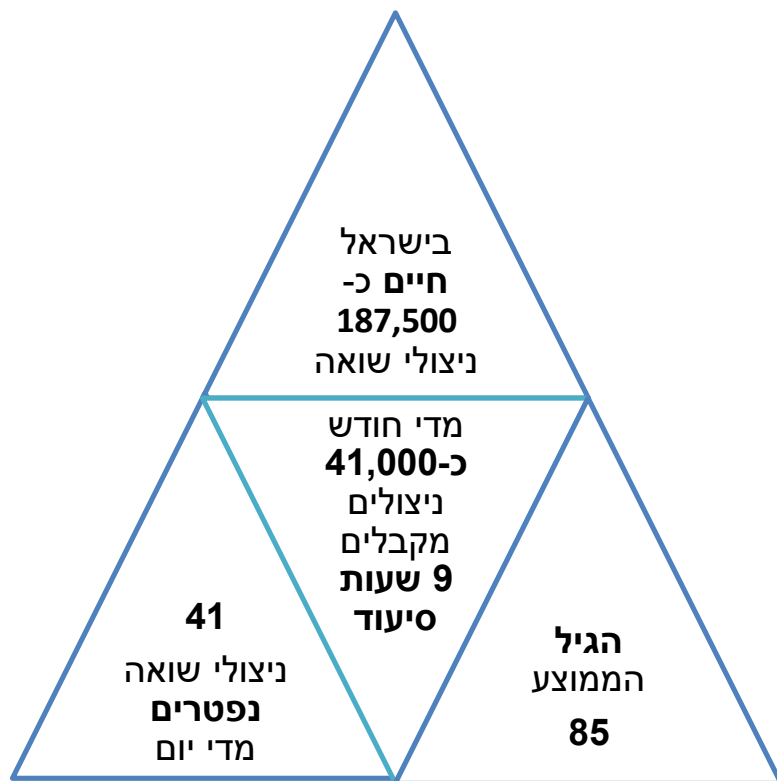 בישראל
חיים כ-
187,500
ניצולי שואה
מדי חודש
כ-41,000
ניצולים
מקבלים
9 שעות
סיעוד
41
ניצולי שואה
נפטרים
מדי יום
הגיל
הממוצע
85